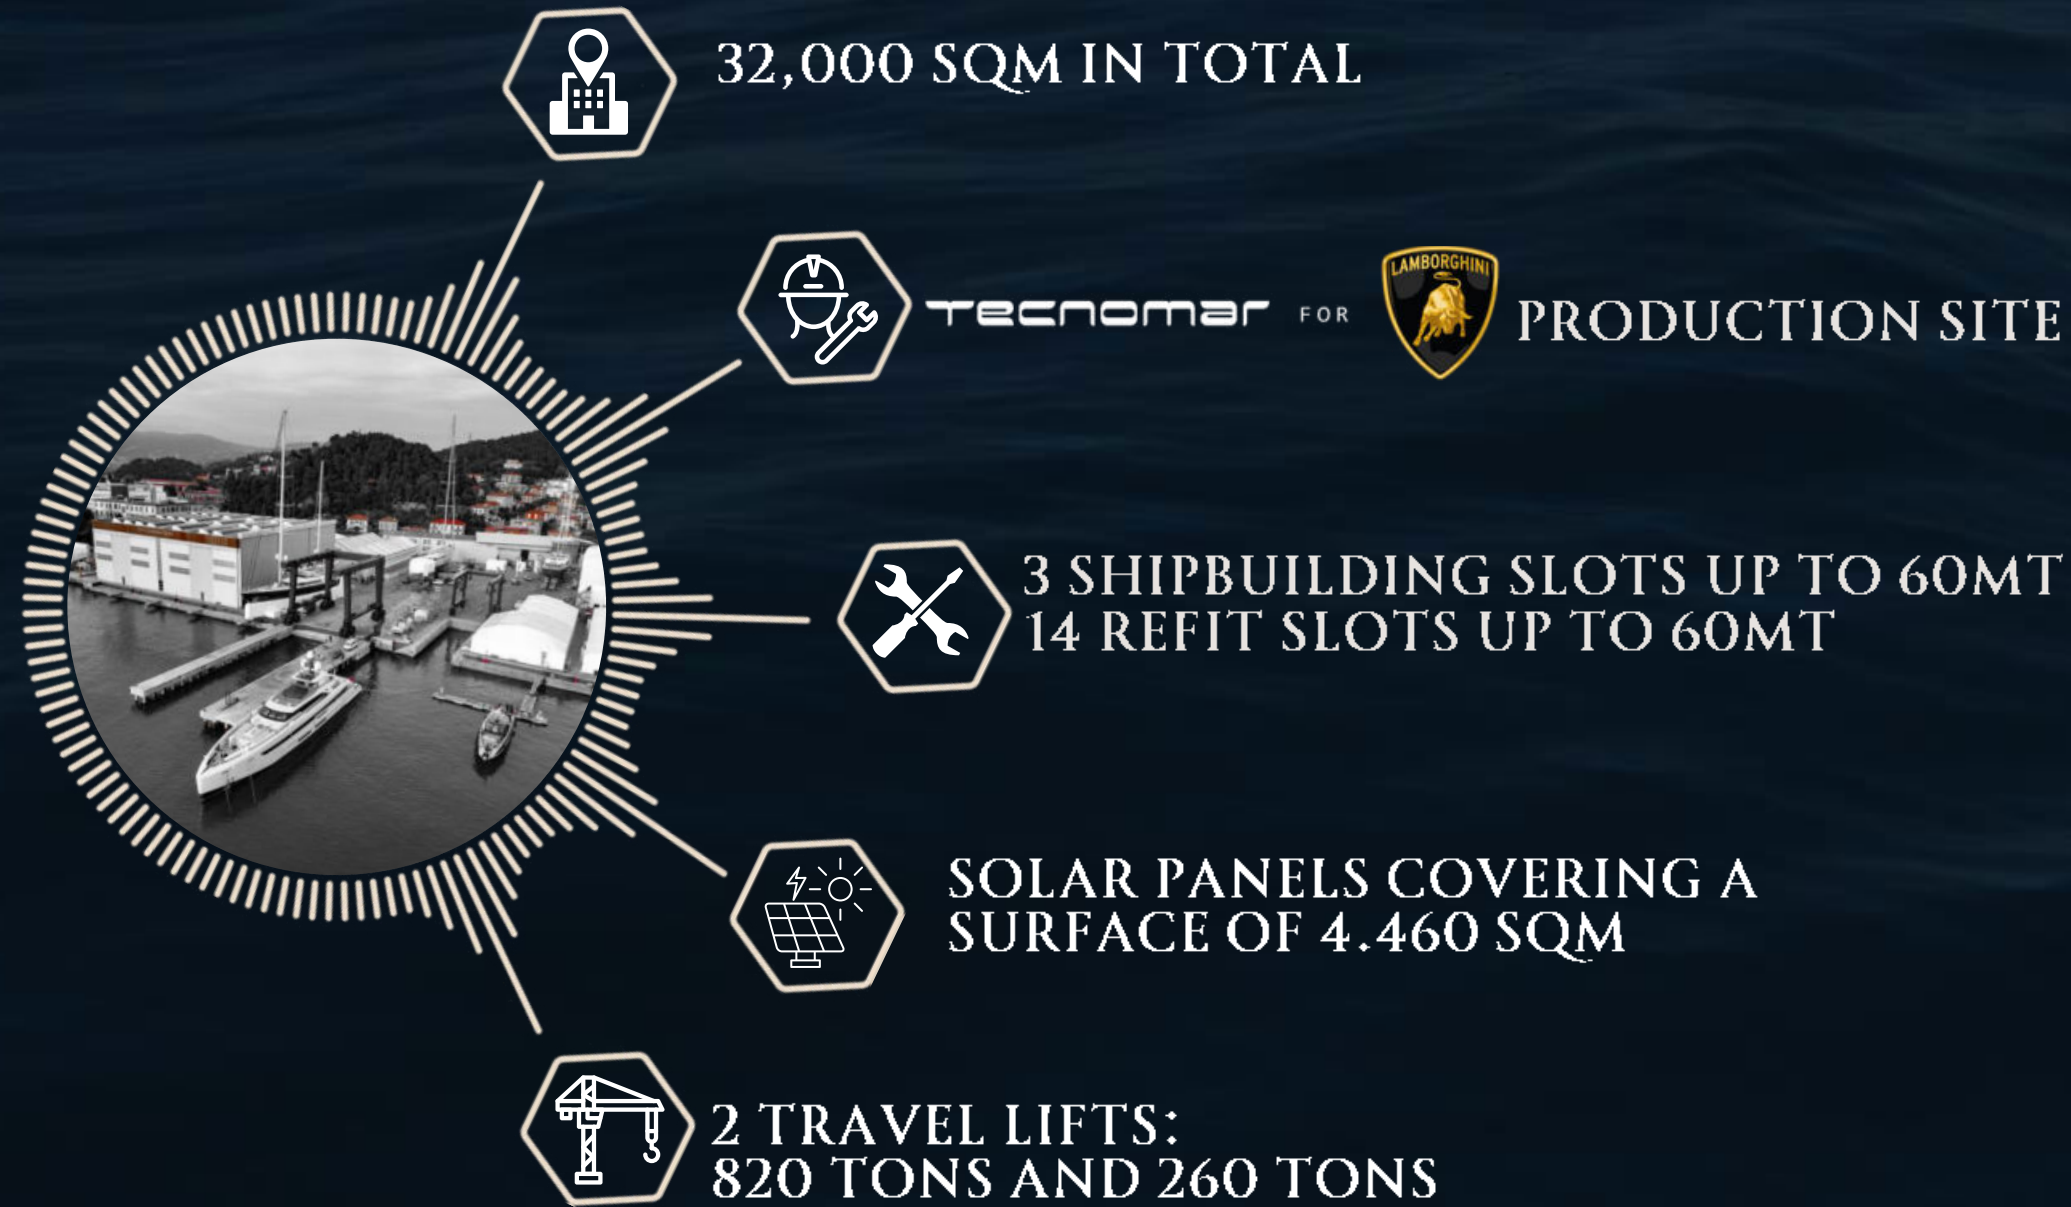 32,000 SQM IN TOTAL
TECNOMAR FOR LAMBORGHINI PRODUCTION SITE
3 SHIPBUILDING SLOTS UP TO 60MT
14 REFIT SLOTS UP TO 60MT
SOLAR PANELS COVERING A
SURFACE OF 4.460 SQM
2 TRAVEL LIFTS:
820 TONS AND 260 TONS